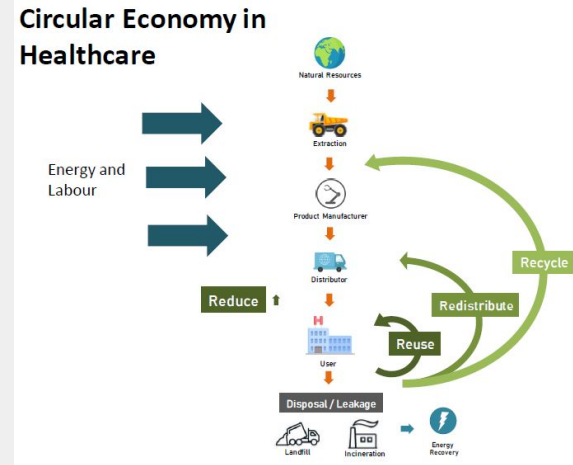 Circular Economy in
Healthcare
Natural Resources
Extraction
Energy and
Labour
Product Manufacturer
Recycle
Distributor
Reduce
Redistribute
Reuse
User
Disposal / Leakage
Landfill
Incineration
Energy
Recovery